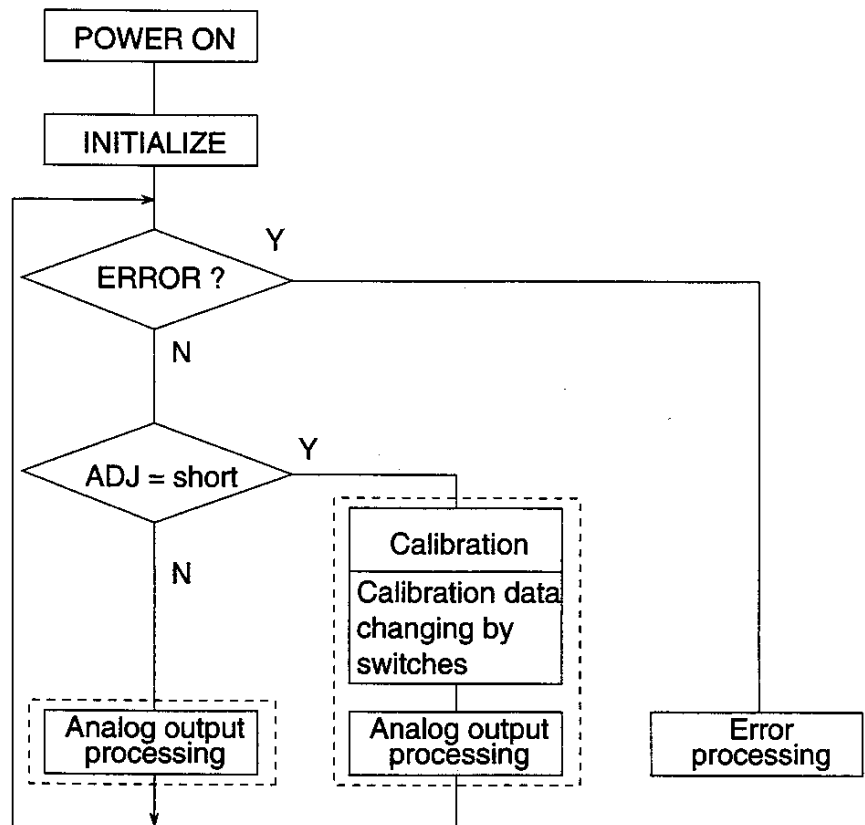 POWER ON
INITIALIZE
Y
ERROR ?
N
Y
ADJ = short
N
Calibration
Calibration data
changing by
switches
Analog output
processing
Analog output
processing
Error
processing